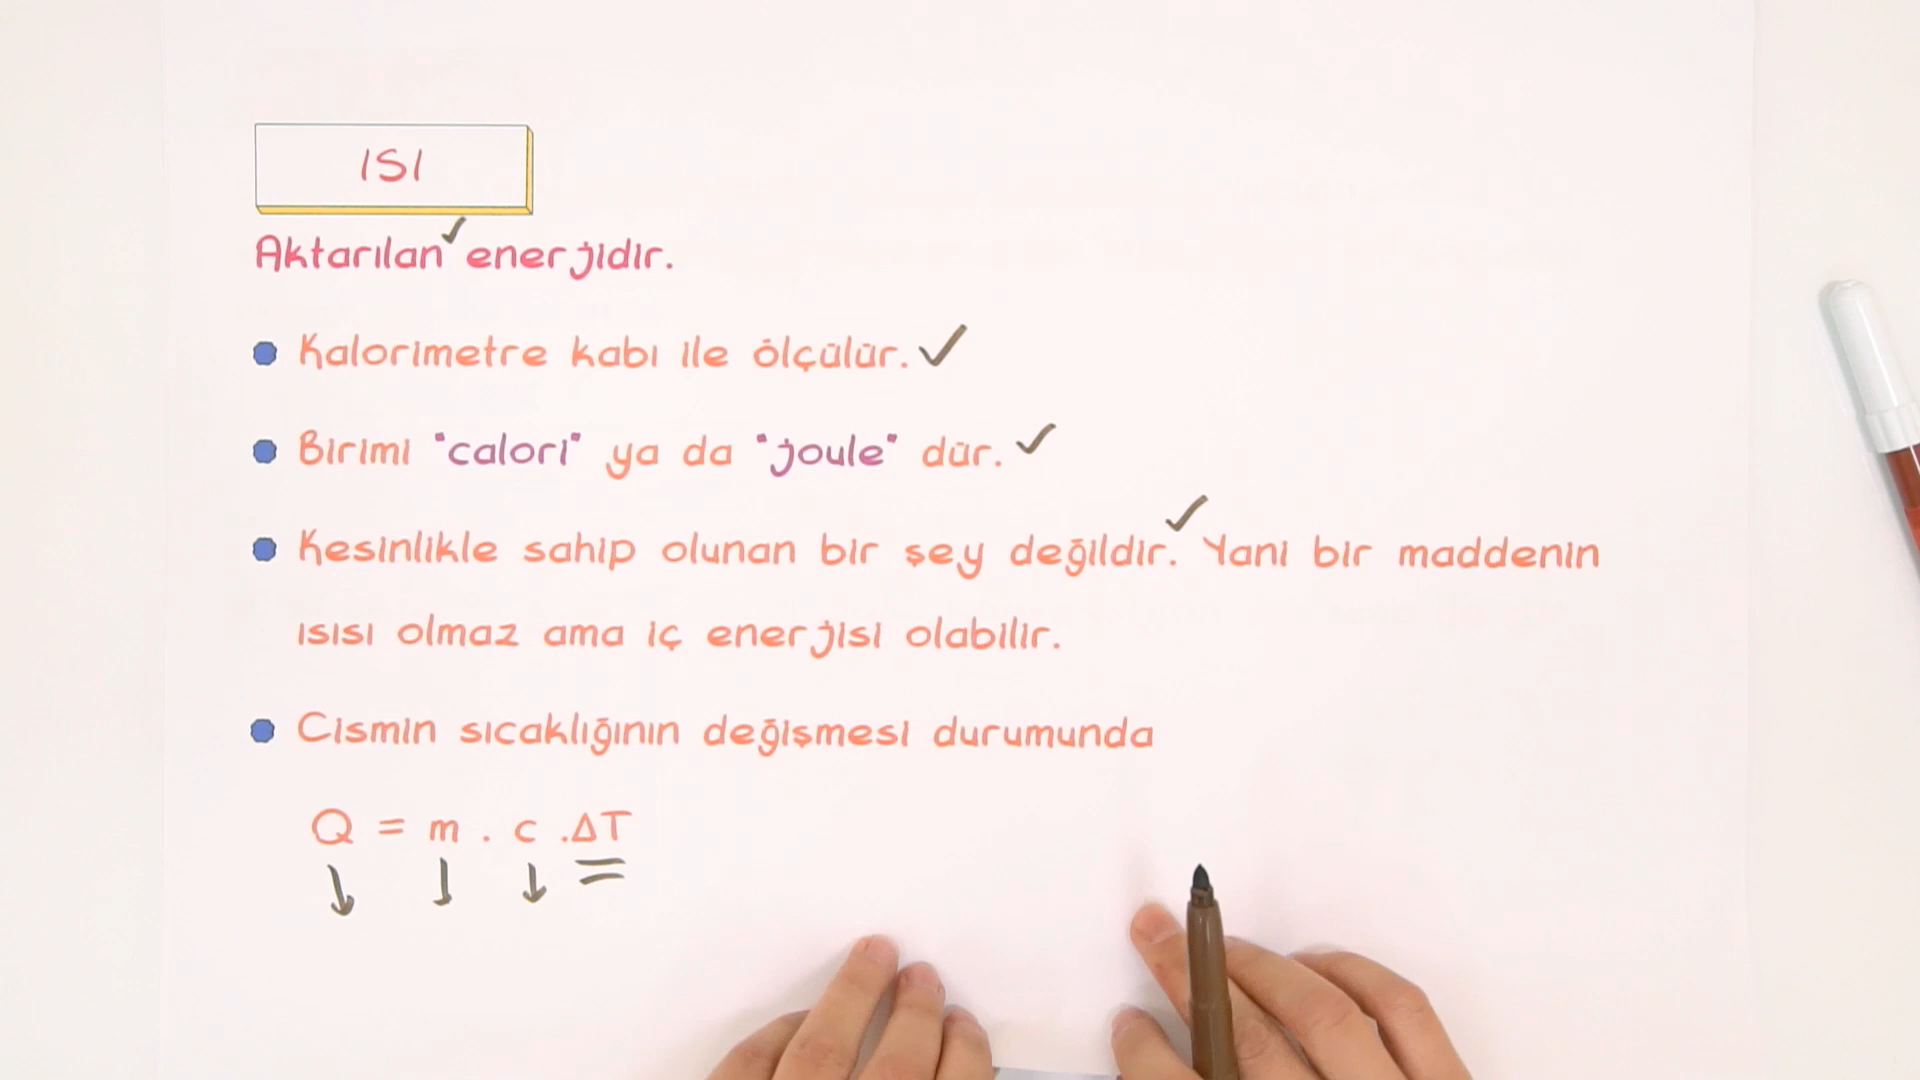 ISI
Aktarılan enerjidir.
Kalorimetre kabı ile ölçülür.
Birimi "calori" ya da "joule" dür.
Kesinlikle sahip olunan bir şey değildir. Yani bir maddenin
ısısı olmaz ama iç enerjisi olabilir.
Cismin sıcaklığının değişmesi durumunda
Q = m . c .ΔT